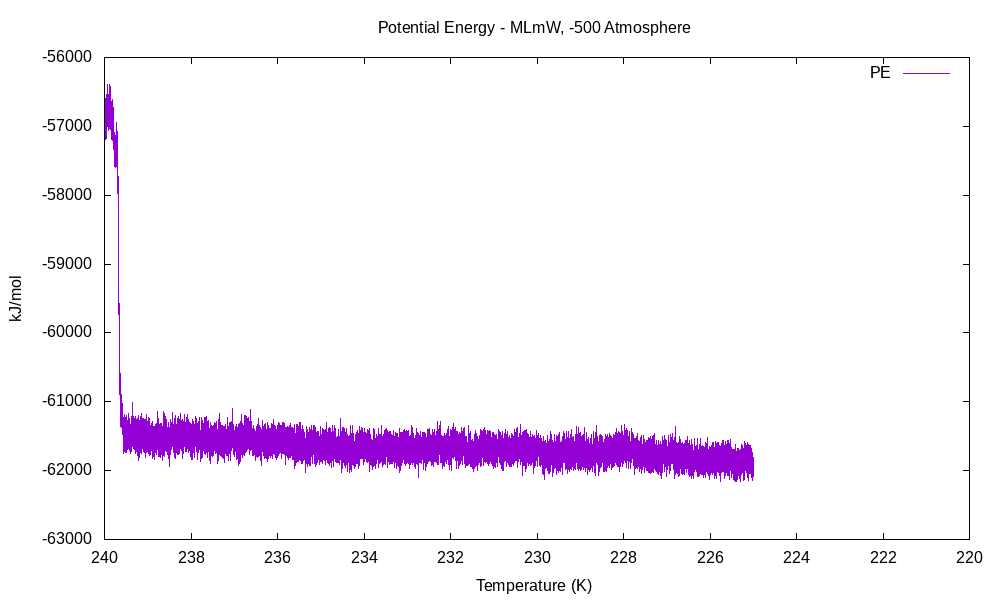 Potential Energy - MLmW, -500 Atmosphere
PE
-56000
-57000
-58000
-59000
-60000
-61000
-62000
-63000
kJ/mol
240 238 236 234 232 230 228 226 224 222 220
Temperature (K)